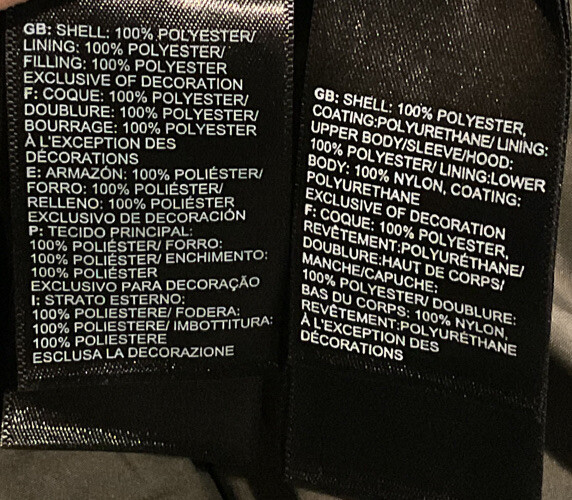 GB: SHELL: 100% POLYESTER/
LINING: 100% POLYESTER/
FILLING: 100% POLYESTER
EXCLUSIVE OF DECORATION
F: COQUE: 100% POLYESTER/
DOUBLURE: 100% POLYESTER/
BOURRAGE: 100% POLYESTER
À L'EXCEPTION DES
DÉCORATIONS
E: ARMAZÓN: 100% POLIÉSTER/
FORRO: 100% POLIÉSTER/
RELLENO: 100% POLIÉSTER
EXCLUSIVO DE DECORACIÓN
P: TECIDO PRINCIPAL:
100% POLIÉSTER/ FORRO:
100% POLIÉSTER/ ENCHIMENTO:
100% POLIÉSTER
EXCLUSIVO PARA DECORAÇÃO
I: STRATO ESTERNO:
100% POLIESTERE/ FODERA:
100% POLIESTERE/ IMBOTTITURA:
100% POLIESTERE
ESCLUSA LA DECORAZIONE
GB: SHELL: 100% POLYESTER,
COATING:POLYURETHANE/ LINING:
UPPER BODY/SLEEVE/HOOD:
100% POLYESTER/ LINING:LOWER
BODY: 100% NYLON, COATING:
POLYURETHANE
EXCLUSIVE OF DECORATION
F: COQUE: 100% POLYESTER,
REVÊTEMENT:POLYURÉTHANE/
DOUBLURE:HAUT DE CORPS/
MANCHE/CAPUCHE:
100% POLYESTER/ DOUBLURE:
BAS DU CORPS: 100% NYLON,
REVÊTEMENT:POLYURÉTHANE
À L'EXCEPTION DES
DÉCORATIONS